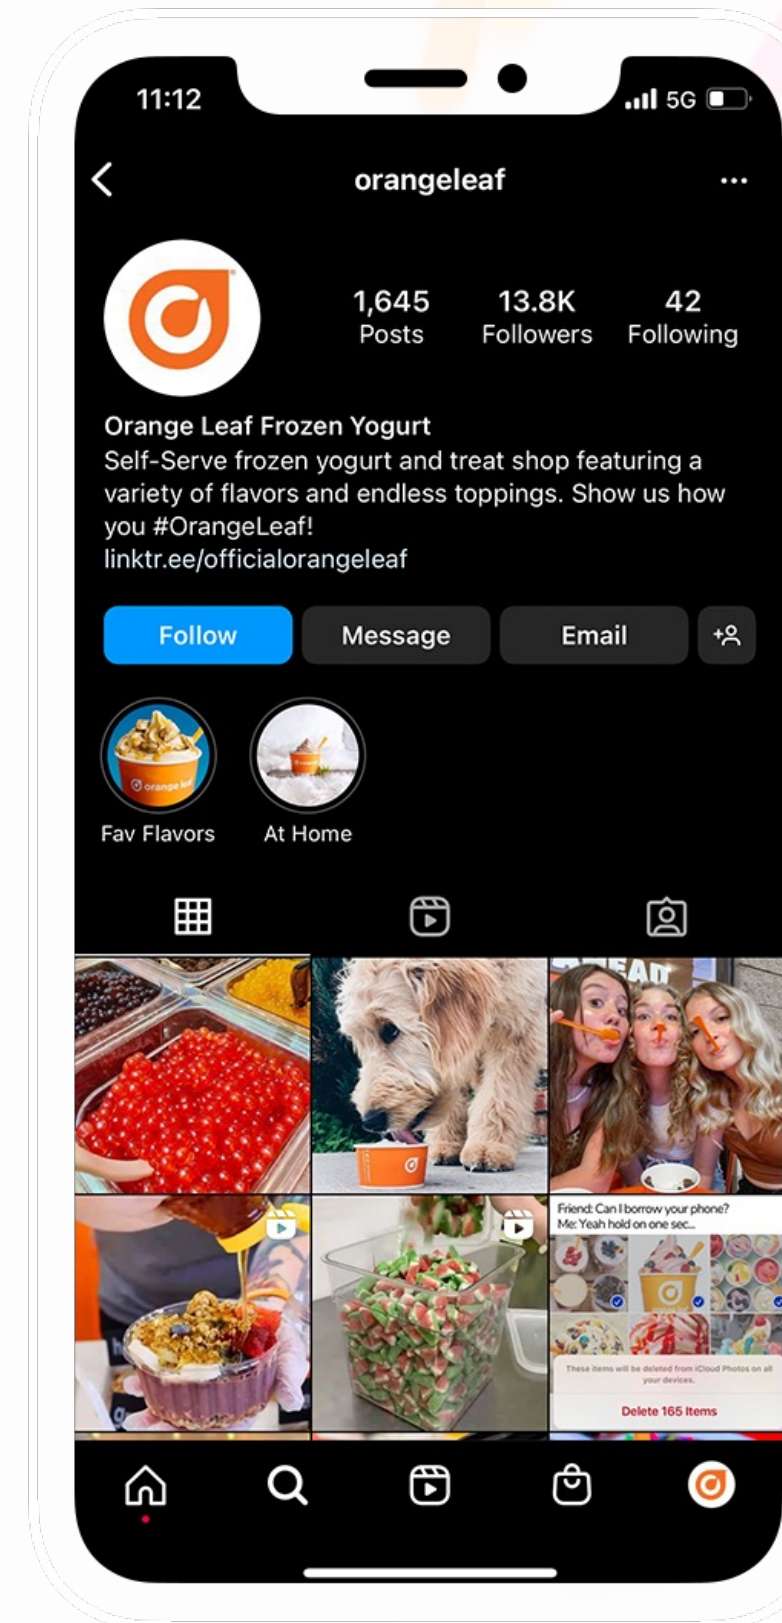 11:12
5G
orangeleaf
1,645
Posts
13.8K
Followers
42
Following
Orange Leaf Frozen Yogurt
Self-Serve frozen yogurt and treat shop featuring a
variety of flavors and endless toppings. Show us how
you #OrangeLeaf!
linktr.ee/officialorangeleaf
Follow
Message
Email
orange leaf
Fav Flavors
At Home
Friend: Can I borrow your phone?
Me: Yeah hold on one sec...
These items will be deleted from iCloud Photos on all
your devices.
Delete 165 Items